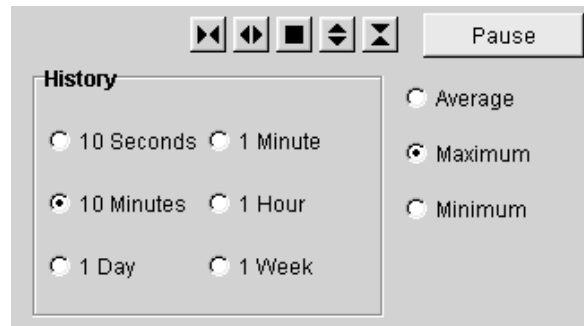 Pause
History
Average
10 Seconds 1 Minute
Maximum
10 Minutes 1 Hour
Minimum
1 Day 1 Week